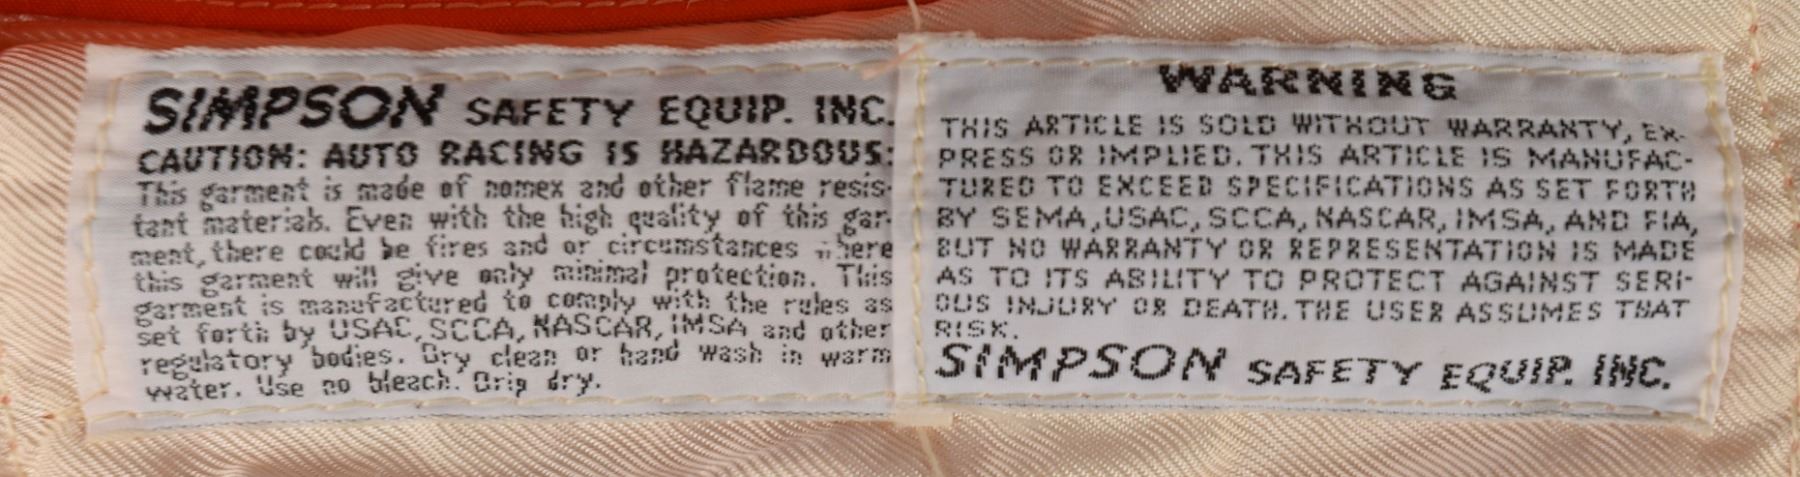 SIMPSON SAFETY EQUIP. INC.
CAUTION: AUTO RACING IS HAZARDOUS:
This garment is made of nomex and other flame resis-
tant materials. Even with the high quality of this gar-
ment, there could be fires and or circumstances where
this garment will give only minimal protection. This
garment is manufactured to comply with the rules as
set forth by USAC, SCCA, NASCAR, IMSA and other
regulatory bodies. Dry clean or hand wash in warm
water. Use no bleach. Drip dry.
WARNING
THIS ARTICLE IS SOLD WITHOUT WARRANTY, EX-
PRESS OR IMPLIED. THIS ARTICLE IS MANUFAC-
TURED TO EXCEED SPECIFICATIONS AS SET FORTH
BY SEMA, USAC, SCCA, NASCAR, IMSA, AND FIA,
BUT NO WARRANTY OR REPRESENTATION IS MADE
AS TO ITS ABILITY TO PROTECT AGAINST SERI-
OUS INJURY OR DEATH. THE USER ASSUMES THAT
RISK.
SIMPSON SAFETY EQUIP. INC.